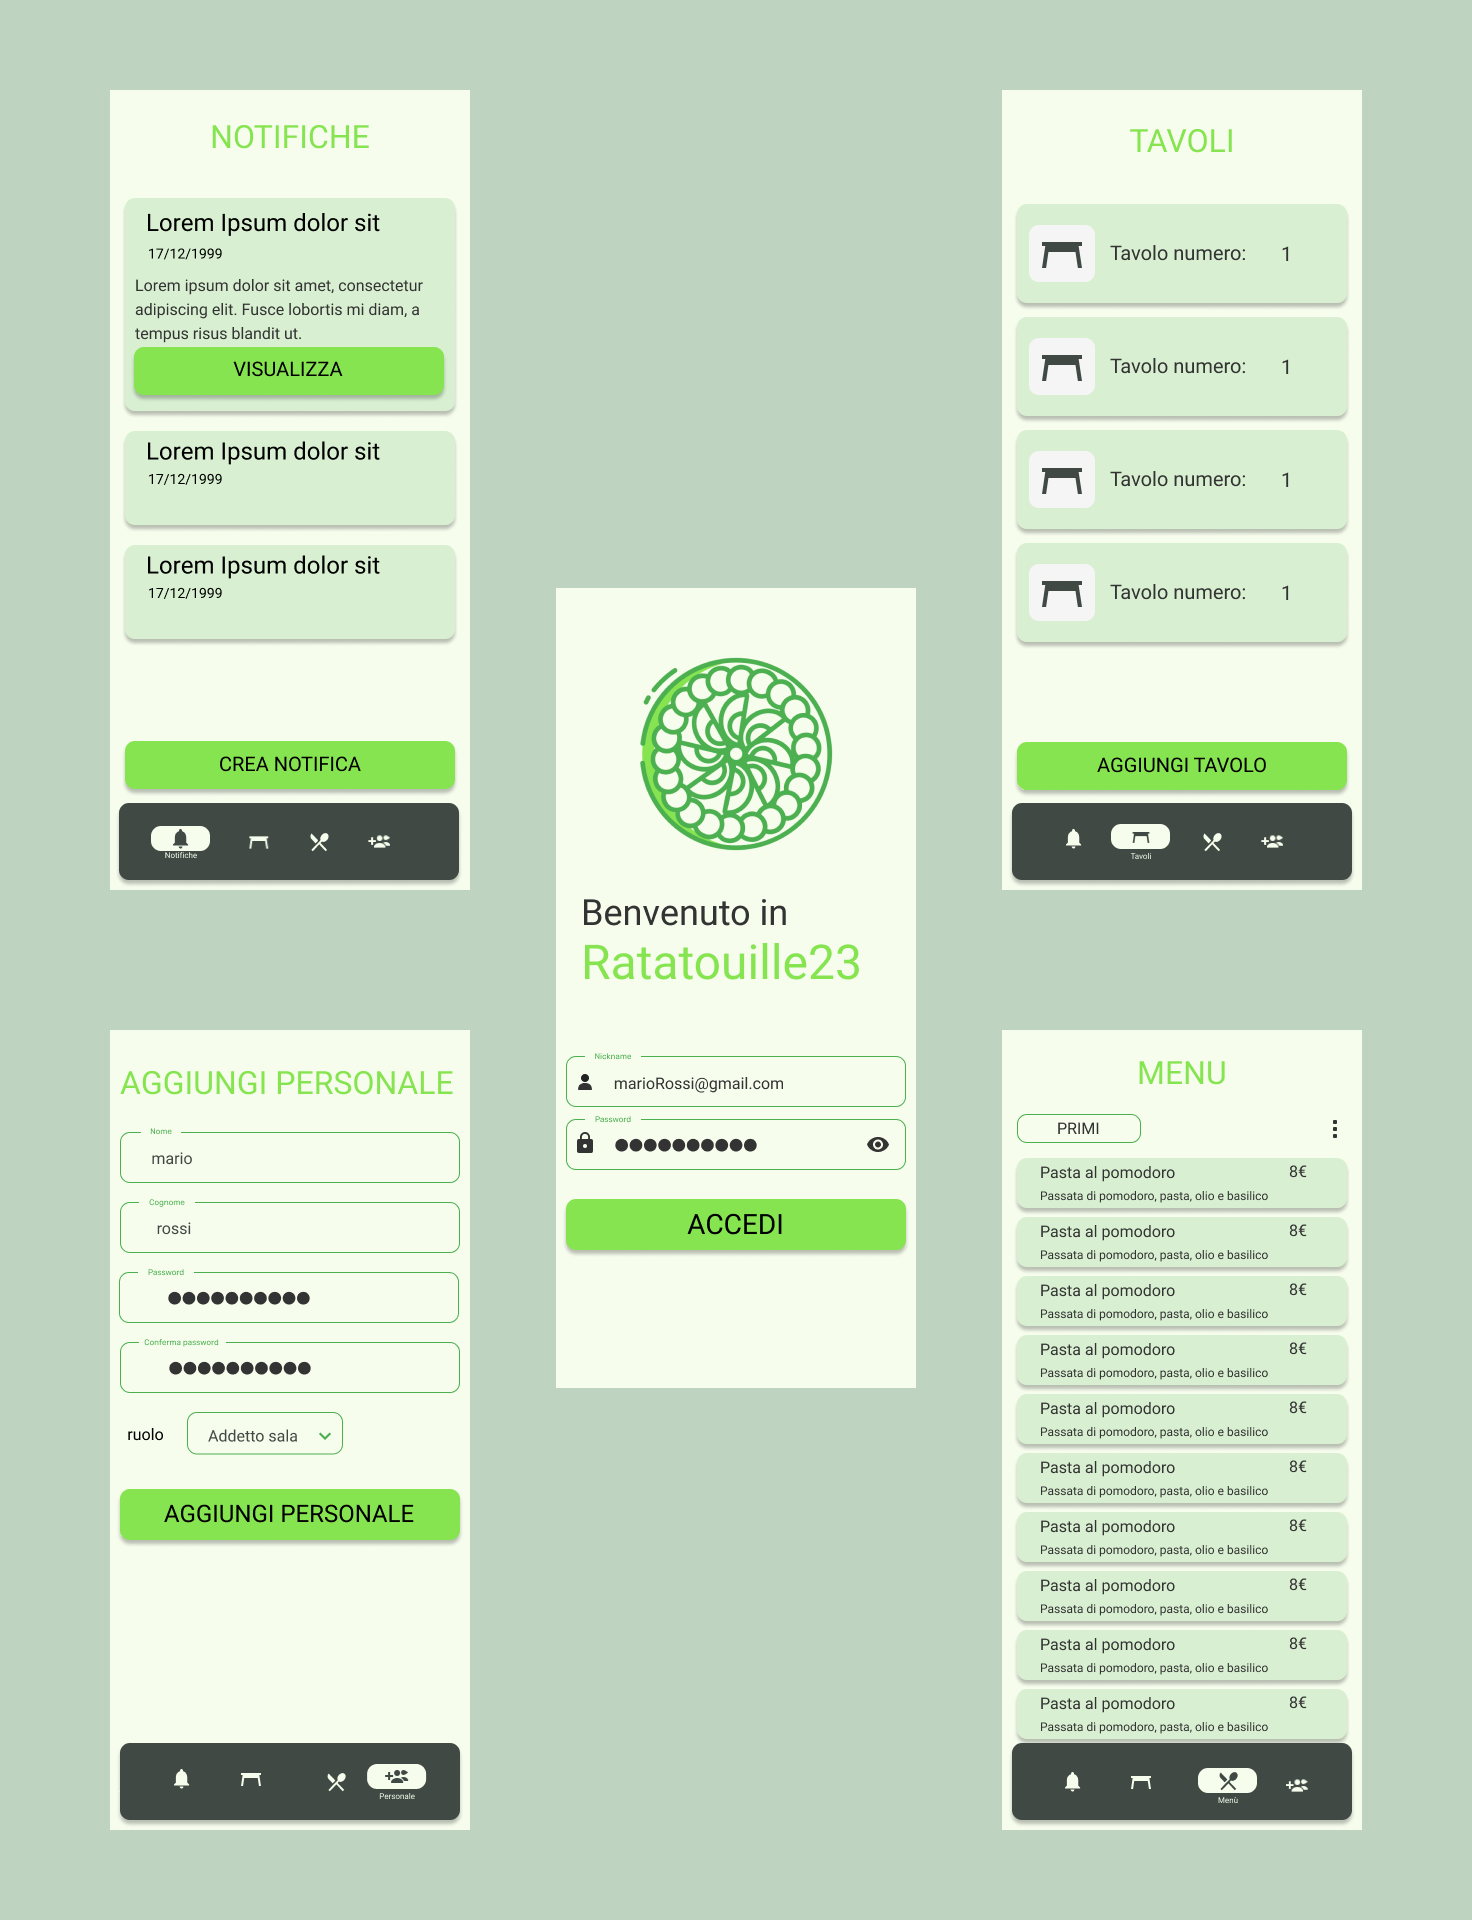 NOTIFICHE
Lorem Ipsum dolor sit
17/12/1999
Lorem ipsum dolor sit amet, consectetur
adipiscing elit. Fusce lobortis mi diam, a
tempus risus blandit ut.
VISUALIZZA
Lorem Ipsum dolor sit
17/12/1999
Lorem Ipsum dolor sit
17/12/1999
CREA NOTIFICA
Notifiche
TAVOLI
Tavolo numero: 1
Tavolo numero: 1
Tavolo numero: 1
Tavolo numero: 1
AGGIUNGI TAVOLO
Tavoli
Benvenuto in
Ratatouille23
Nickname
marioRossi@gmail.com
Password
ACCEDI
AGGIUNGI PERSONALE
Nome
mario
Cognome
rossi
Password
Conferma password
ruolo Addetto sala
AGGIUNGI PERSONALE
Personale
MENU
PRIMI
Pasta al pomodoro 8€
Passata di pomodoro, pasta, olio e basilico
Pasta al pomodoro 8€
Passata di pomodoro, pasta, olio e basilico
Pasta al pomodoro 8€
Passata di pomodoro, pasta, olio e basilico
Pasta al pomodoro 8€
Passata di pomodoro, pasta, olio e basilico
Pasta al pomodoro 8€
Passata di pomodoro, pasta, olio e basilico
Pasta al pomodoro 8€
Passata di pomodoro, pasta, olio e basilico
Pasta al pomodoro 8€
Passata di pomodoro, pasta, olio e basilico
Pasta al pomodoro 8€
Passata di pomodoro, pasta, olio e basilico
Pasta al pomodoro 8€
Passata di pomodoro, pasta, olio e basilico
Pasta al pomodoro 8€
Passata di pomodoro, pasta, olio e basilico
Menù